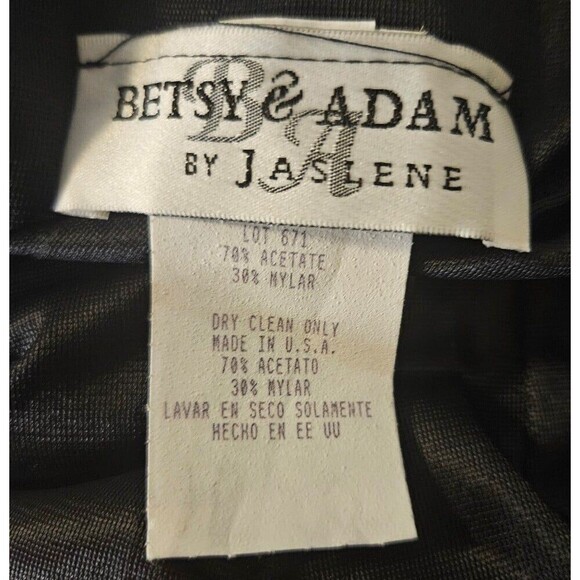 BETSY & ADAM
BA
BY JASLENE
LOT 671
70% ACETATE
30% MYLAR
DRY CLEAN ONLY
MADE IN U.S.A.
70% ACETATO
30% MYLAR
LAVAR EN SECO SOLAMENTE
HECHO EN EE UU